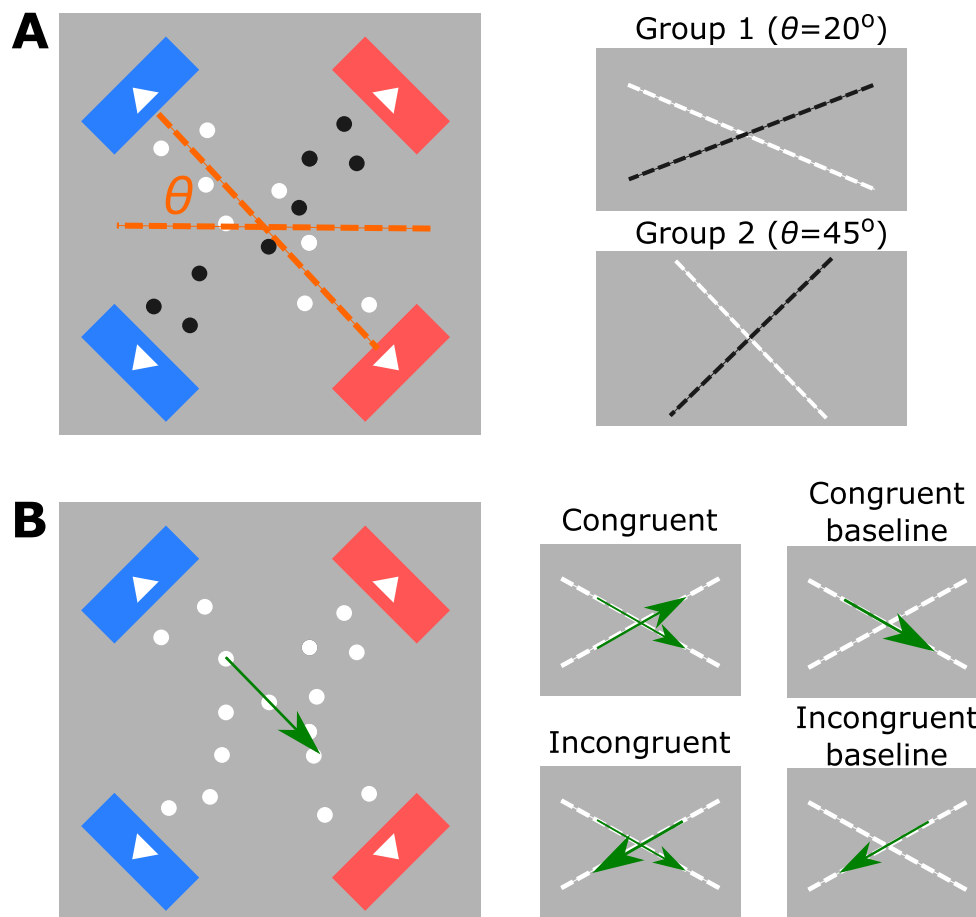 A
θ
Group 1 (θ=20°)
Group 2 (θ=45°)
B
Congruent
Congruent
baseline
Incongruent
Incongruent
baseline